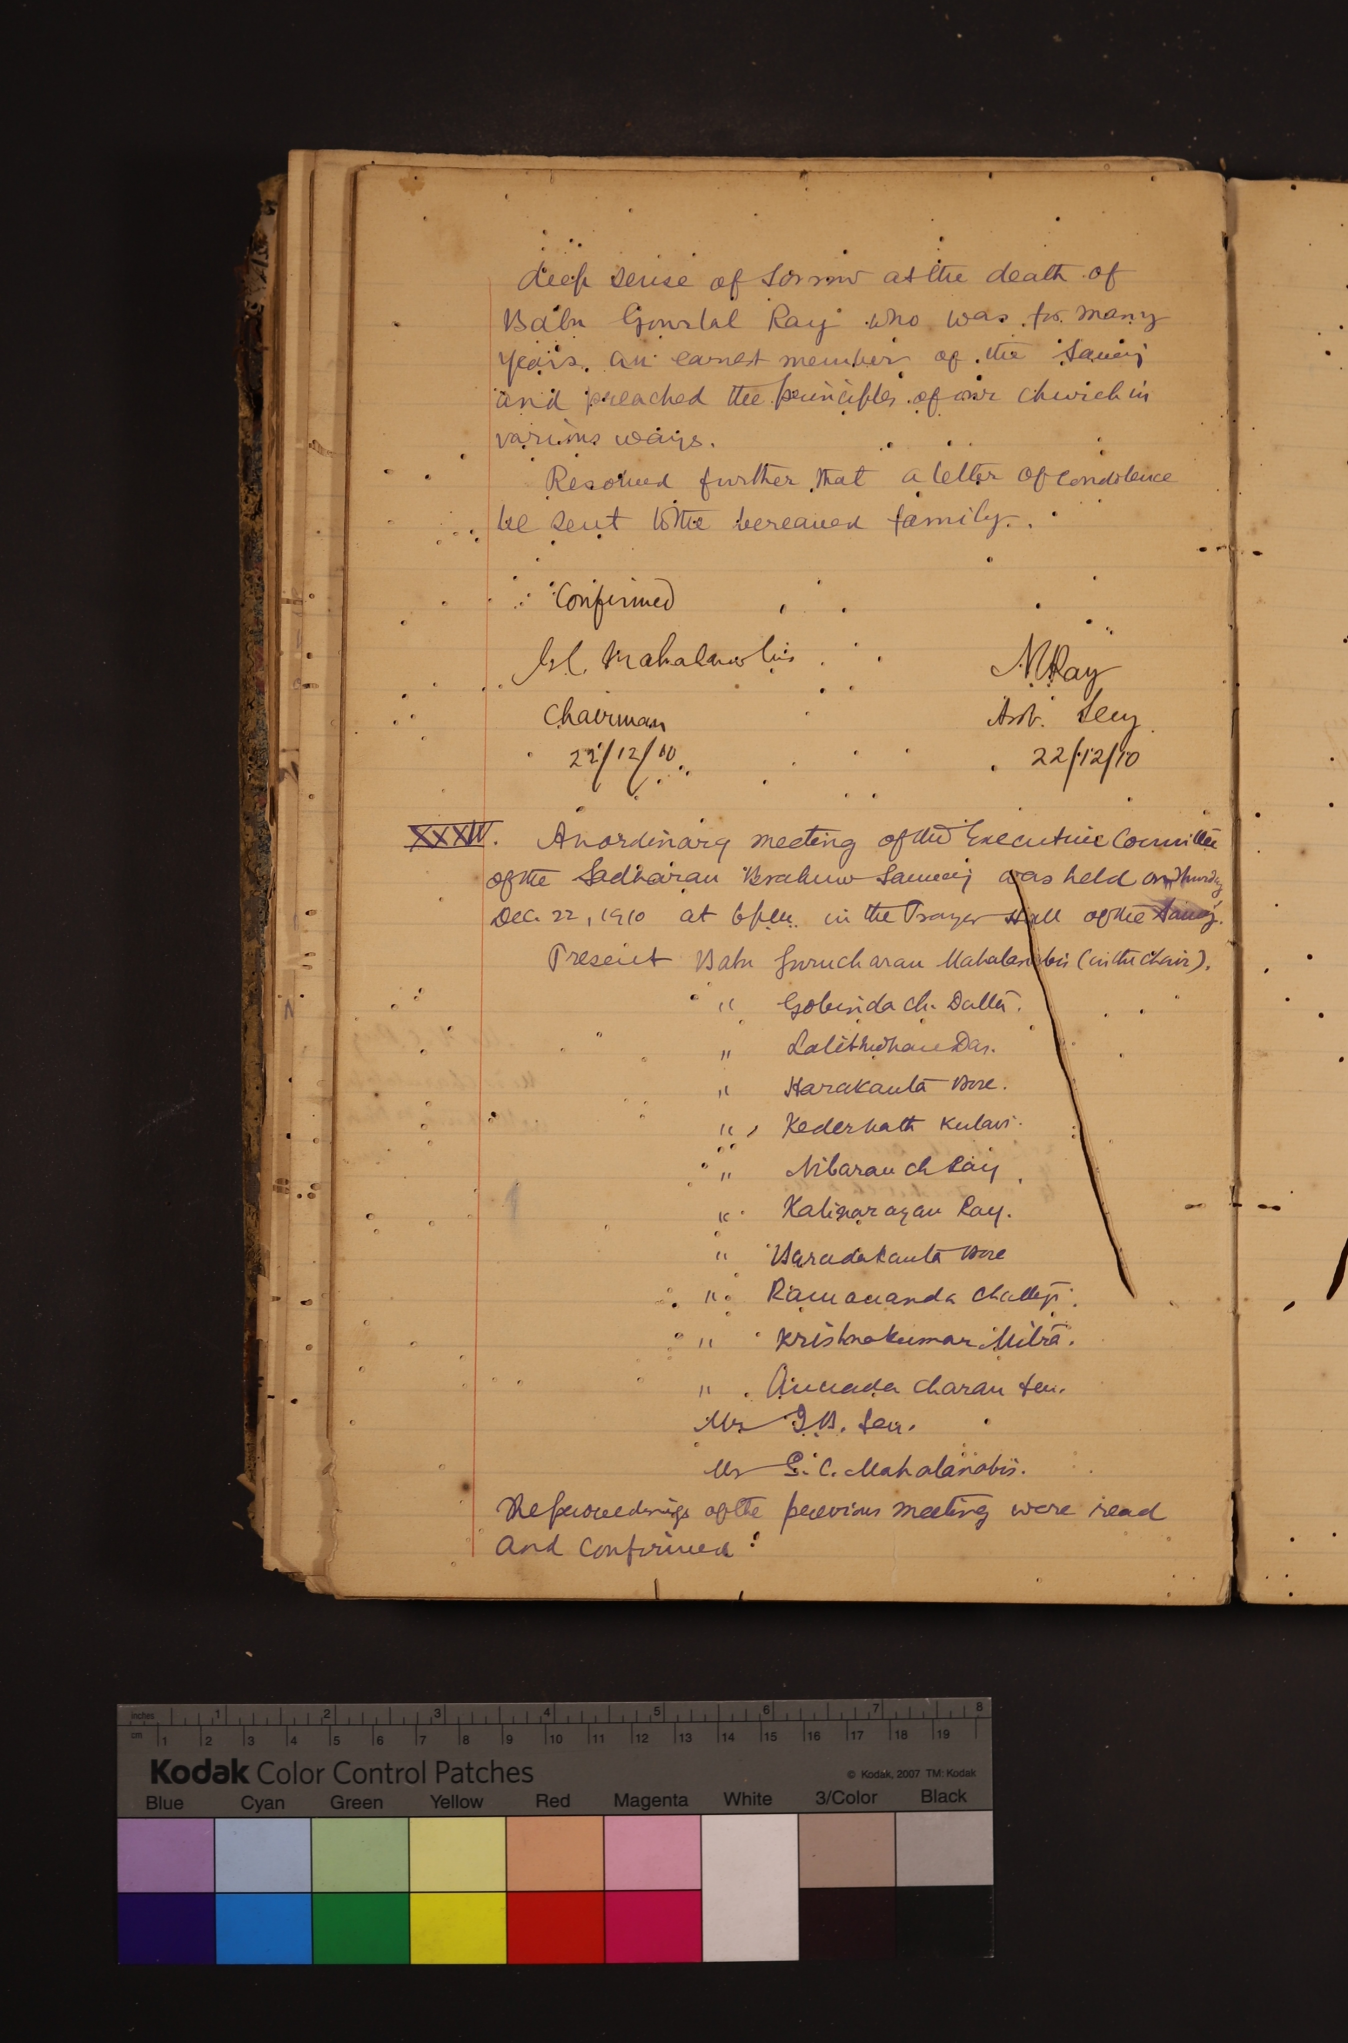 deep sense of sorrow at the death of
Babu Gourlal Ray who was for many
years an earnest member of the Samaj
and preached the principles of our church in
various ways.
Resolved further that a letter of condolence
be sent to the bereaved family.
Confirmed
G.C. Mahalanobis
N Ray
Chairman
Asst. Secy
22/12/10
22/12/10
XXXIV. An ordinary meeting of the Executive Committee
of the Sadharan Brahmo Samaj was held on Thursday
Dec. 22, 1910 at 6 p.m. in the Prayer Hall of the Samaj.
Present Babu Gurucharan Mahalanobis (in the chair).
" Gobinda Ch. Datta.
" Lalitmohan Das.
" Harakanta Bose.
" Kedernath Kulavi.
" Nibaran Ch Ray
" Kalinarayan Ray.
" Baradakanta Bose
" Ramananda Chatterji.
" Krishnakumar Mitra.
" Annada Charan Sen.
Mr B. Sen.
Mr S. C. Mahalanobis.
The proceedings of the previous meeting were read
and confirmed.
inches 1 2 3 4 5 6 7 8
cm 1 2 3 4 5 6 7 8 9 10 11 12 13 14 15 16 17 18 19
Kodak Color Control Patches
© Kodak, 2007 TM: Kodak
Blue Cyan Green Yellow Red Magenta White 3/Color Black